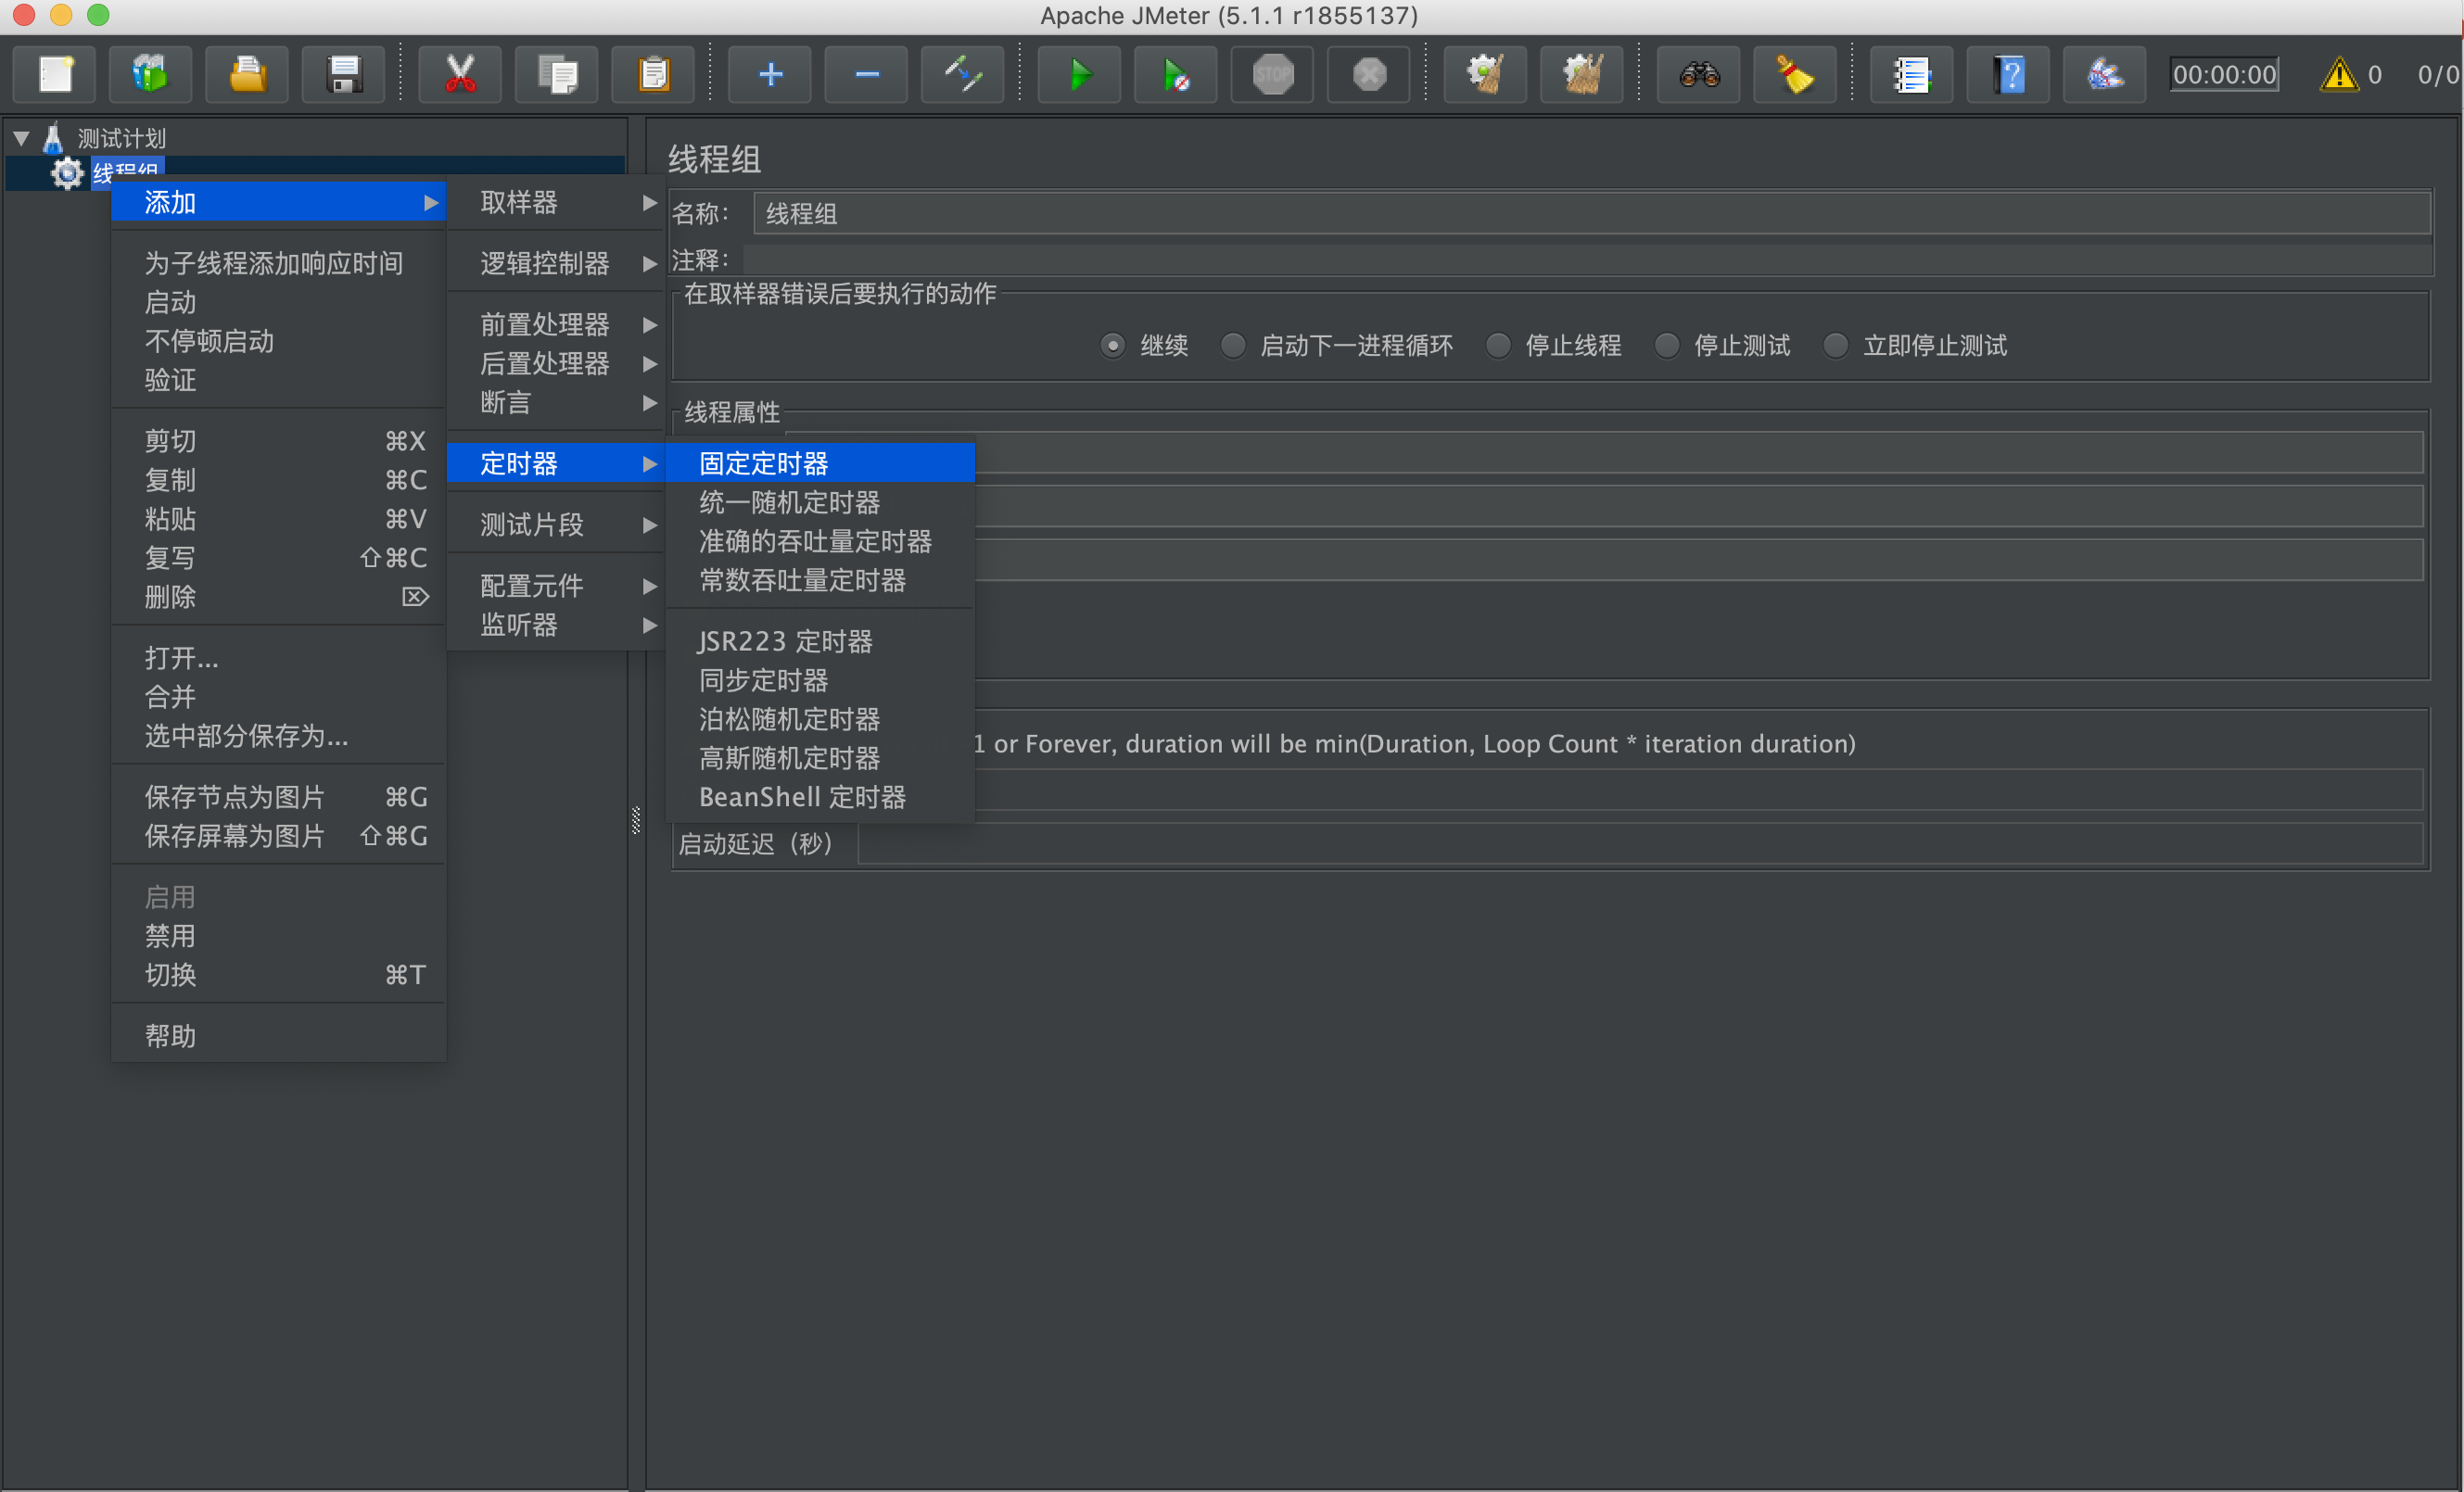 Apache JMeter (5.1.1 r1855137)
STOP
00:00:00
0
0/0
测试计划
线程组
添加
为子线程添加响应时间
启动
不停顿启动
验证
剪切 ⌘X
复制 ⌘C
粘贴 ⌘V
复写 ⇧⌘C
删除 ⌦
打开...
合并
选中部分保存为...
保存节点为图片 ⌘G
保存屏幕为图片 ⇧⌘G
启用
禁用
切换 ⌘T
帮助
取样器
逻辑控制器
前置处理器
后置处理器
断言
定时器
测试片段
配置元件
监听器
固定定时器
统一随机定时器
准确的吞吐量定时器
常数吞吐量定时器
JSR223 定时器
同步定时器
泊松随机定时器
高斯随机定时器
BeanShell 定时器
线程组
名称： 线程组
注释：
在取样器错误后要执行的动作
继续 启动下一进程循环 停止线程 停止测试 立即停止测试
线程属性
1 or Forever, duration will be min(Duration, Loop Count * iteration duration)
启动延迟（秒）